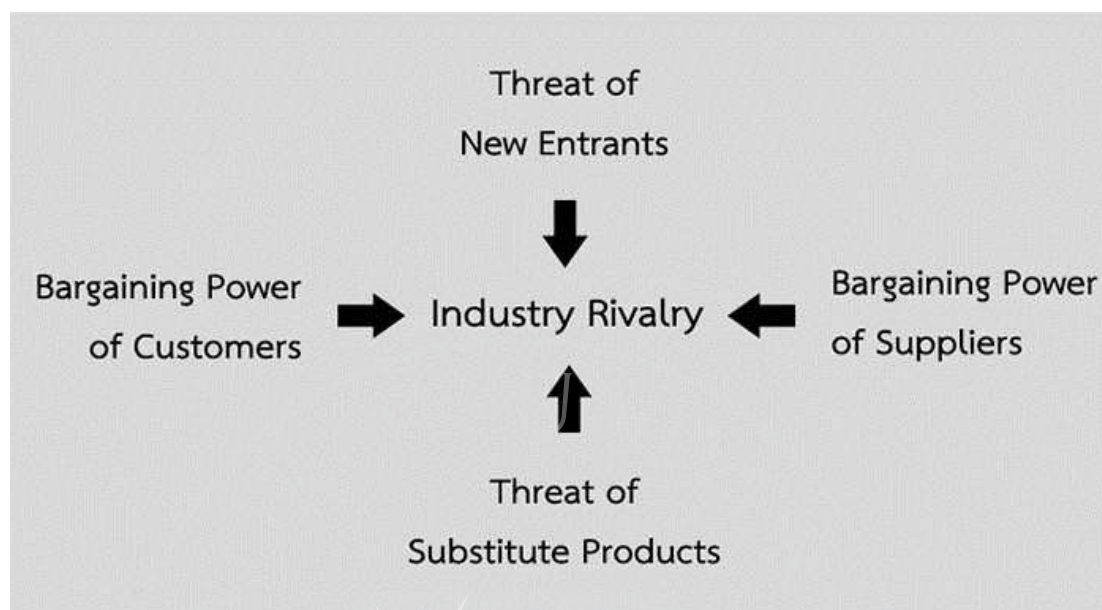 Threat of
New Entrants
Bargaining Power
of Customers
Industry Rivalry
Bargaining Power
of Suppliers
Threat of
Substitute Products